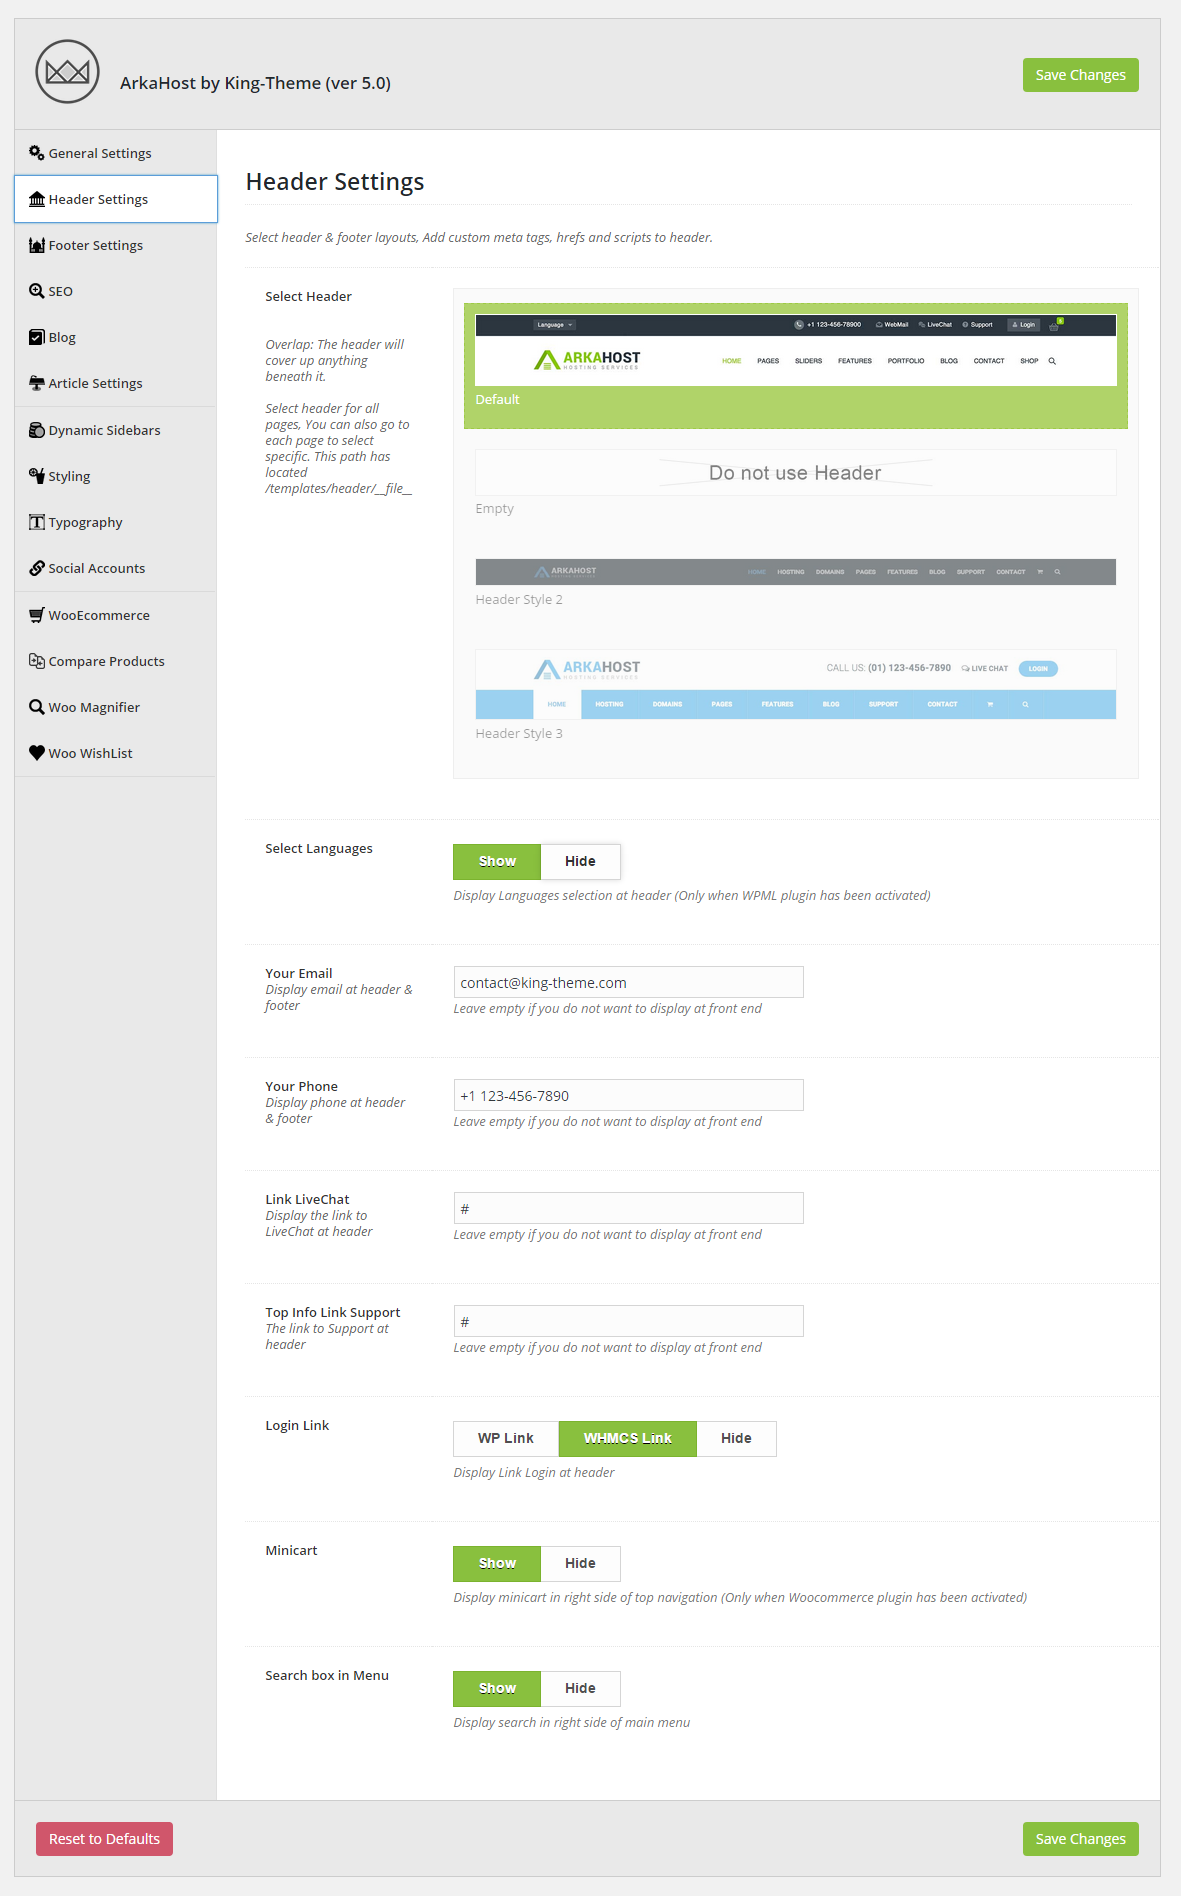 ArkaHost by King-Theme (ver 5.0)
Save Changes
General Settings
Header Settings
Footer Settings
SEO
Blog
Article Settings
Dynamic Sidebars
Styling
Typography
Social Accounts
WooEcommerce
Compare Products
Woo Magnifier
Woo WishList
Header Settings
Select header & footer layouts, Add custom meta tags, hrefs and scripts to header.
Select Header
Overlap: The header will
cover up anything
beneath it.
Select header for all
pages, You can also go to
each page to select
specific. This path has
located
/templates/header/__file__
Language +1 123-456-78900 WebMail LiveChat Support Login 5
ARKAHOST
HOSTING SERVICES
HOME PAGES SLIDERS FEATURES PORTFOLIO BLOG CONTACT SHOP
Default
Do not use Header
Empty
ARKAHOST
HOSTING SERVICES
HOME HOSTING DOMAINS PAGES FEATURES BLOG SUPPORT CONTACT
Header Style 2
ARKAHOST
HOSTING SERVICES
CALL US: (01) 123-456-7890 LIVE CHAT LOGIN
HOME HOSTING DOMAINS PAGES FEATURES BLOG SUPPORT CONTACT
Header Style 3
Select Languages
Show Hide
Display Languages selection at header (Only when WPML plugin has been activated)
Your Email
Display email at header &
footer
contact@king-theme.com
Leave empty if you do not want to display at front end
Your Phone
Display phone at header
& footer
+1 123-456-7890
Leave empty if you do not want to display at front end
Link LiveChat
Display the link to
LiveChat at header
#
Leave empty if you do not want to display at front end
Top Info Link Support
The link to Support at
header
#
Leave empty if you do not want to display at front end
Login Link
WP Link WHMCS Link Hide
Display Link Login at header
Minicart
Show Hide
Display minicart in right side of top navigation (Only when Woocommerce plugin has been activated)
Search box in Menu
Show Hide
Display search in right side of main menu
Reset to Defaults
Save Changes